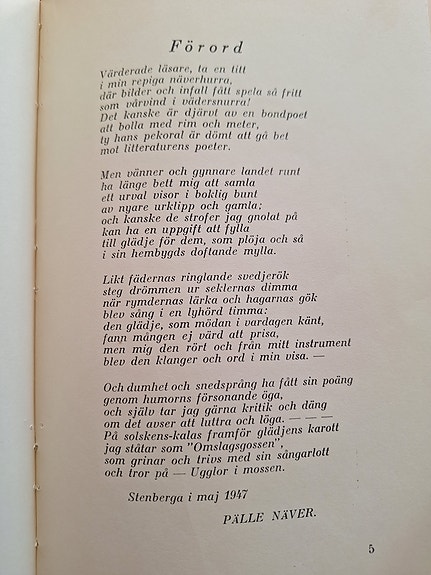 Förord
Värderade läsare, ta en titt
i min repiga näverhurra,
där bilder och infall fått spela så fritt
som vårvind i vädersnurra!
Det kanske är djärvt av en bondpoet
att bolla med rim och meter,
ty hans pekoral är dömt att gå bet
mot litteraturens poeter.
Men vänner och gynnare landet runt
ha länge bett mig att samla
ett urval visor i boklig bunt
av nyare urklipp och gamla;
och kanske de strofer jag gnolat på
kan ha en uppgift att fylla
till glädje för dem, som plöja och så
i sin hembygds doftande mylla.
Likt fädernas ringlande svedjerök
steg drömmen ur seklernas dimma
när rymdernas lärka och hagarnas gök
blev sång i en lyhörd timma;
den glädje, som mödan i vardagen känt,
fann mången ej värd att prisa,
men mig den rört och från mitt instrument
blev den klanger och ord i min visa. —
Och dumhet och snedsprång ha fått sin poäng
genom humorns försonande öga,
och själv tar jag gärna kritik och däng
om det avser att luttra och löga. — — —
På solskens-kalas framför glädjens karott
jag ståtar som "Omslagsgossen",
som grinar och trivs med sin sångarlott
och tror på — Ugglor i mossen.
Stenberga i maj 1947
PÄLLE NÄVER.
5